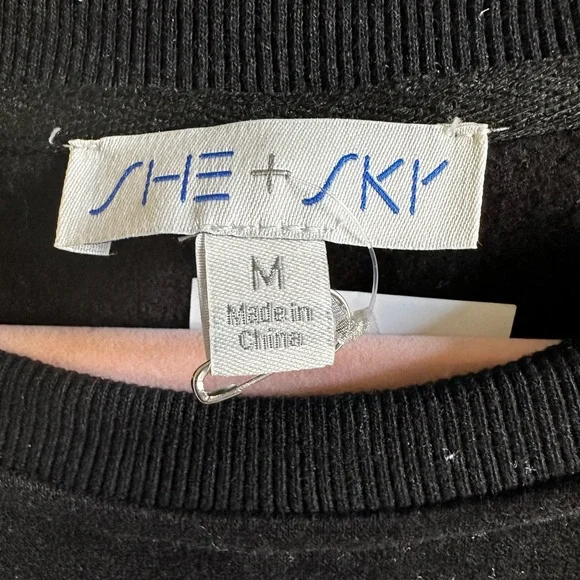 SHE + SKY
M
Made in
China